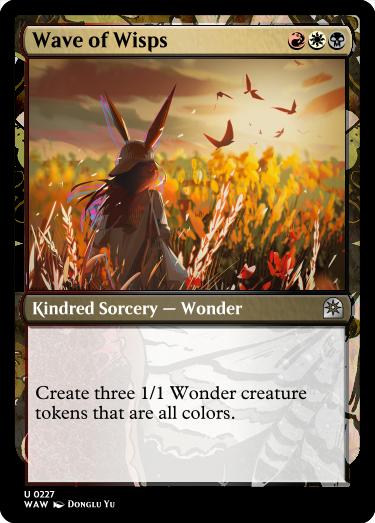 Wave of Wisps
Kindred Sorcery — Wonder
Create three 1/1 Wonder creature
tokens that are all colors.
U 0227
WAW Donglu Yu